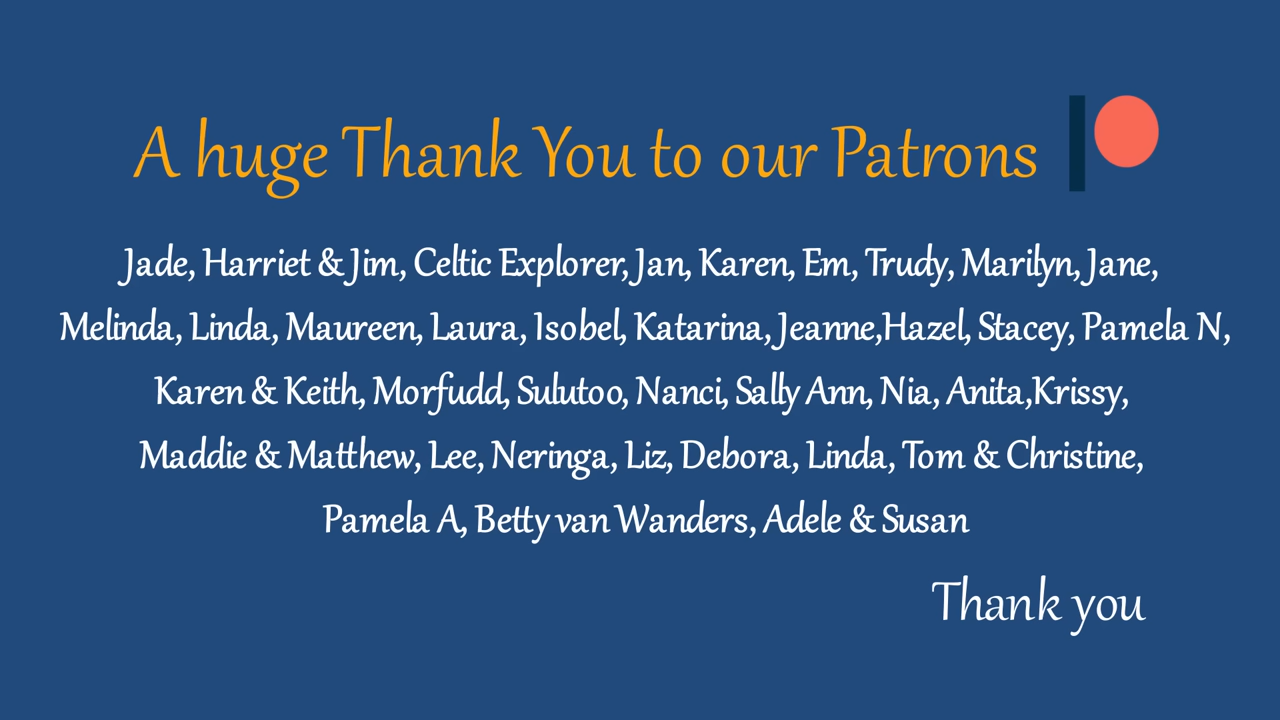 A huge Thank You to our Patrons
Jade, Harriet & Jim, Celtic Explorer, Jan, Karen, Em, Trudy, Marilyn, Jane,
Melinda, Linda, Maureen, Laura, Isobel, Katarina, Jeanne,Hazel, Stacey, Pamela N,
Karen & Keith, Morfudd, Sulutoo, Nanci, Sally Ann, Nia, Anita,Krissy,
Maddie & Matthew, Lee, Neringa, Liz, Debora, Linda, Tom & Christine,
Pamela A, Betty van Wanders, Adele & Susan
Thank you